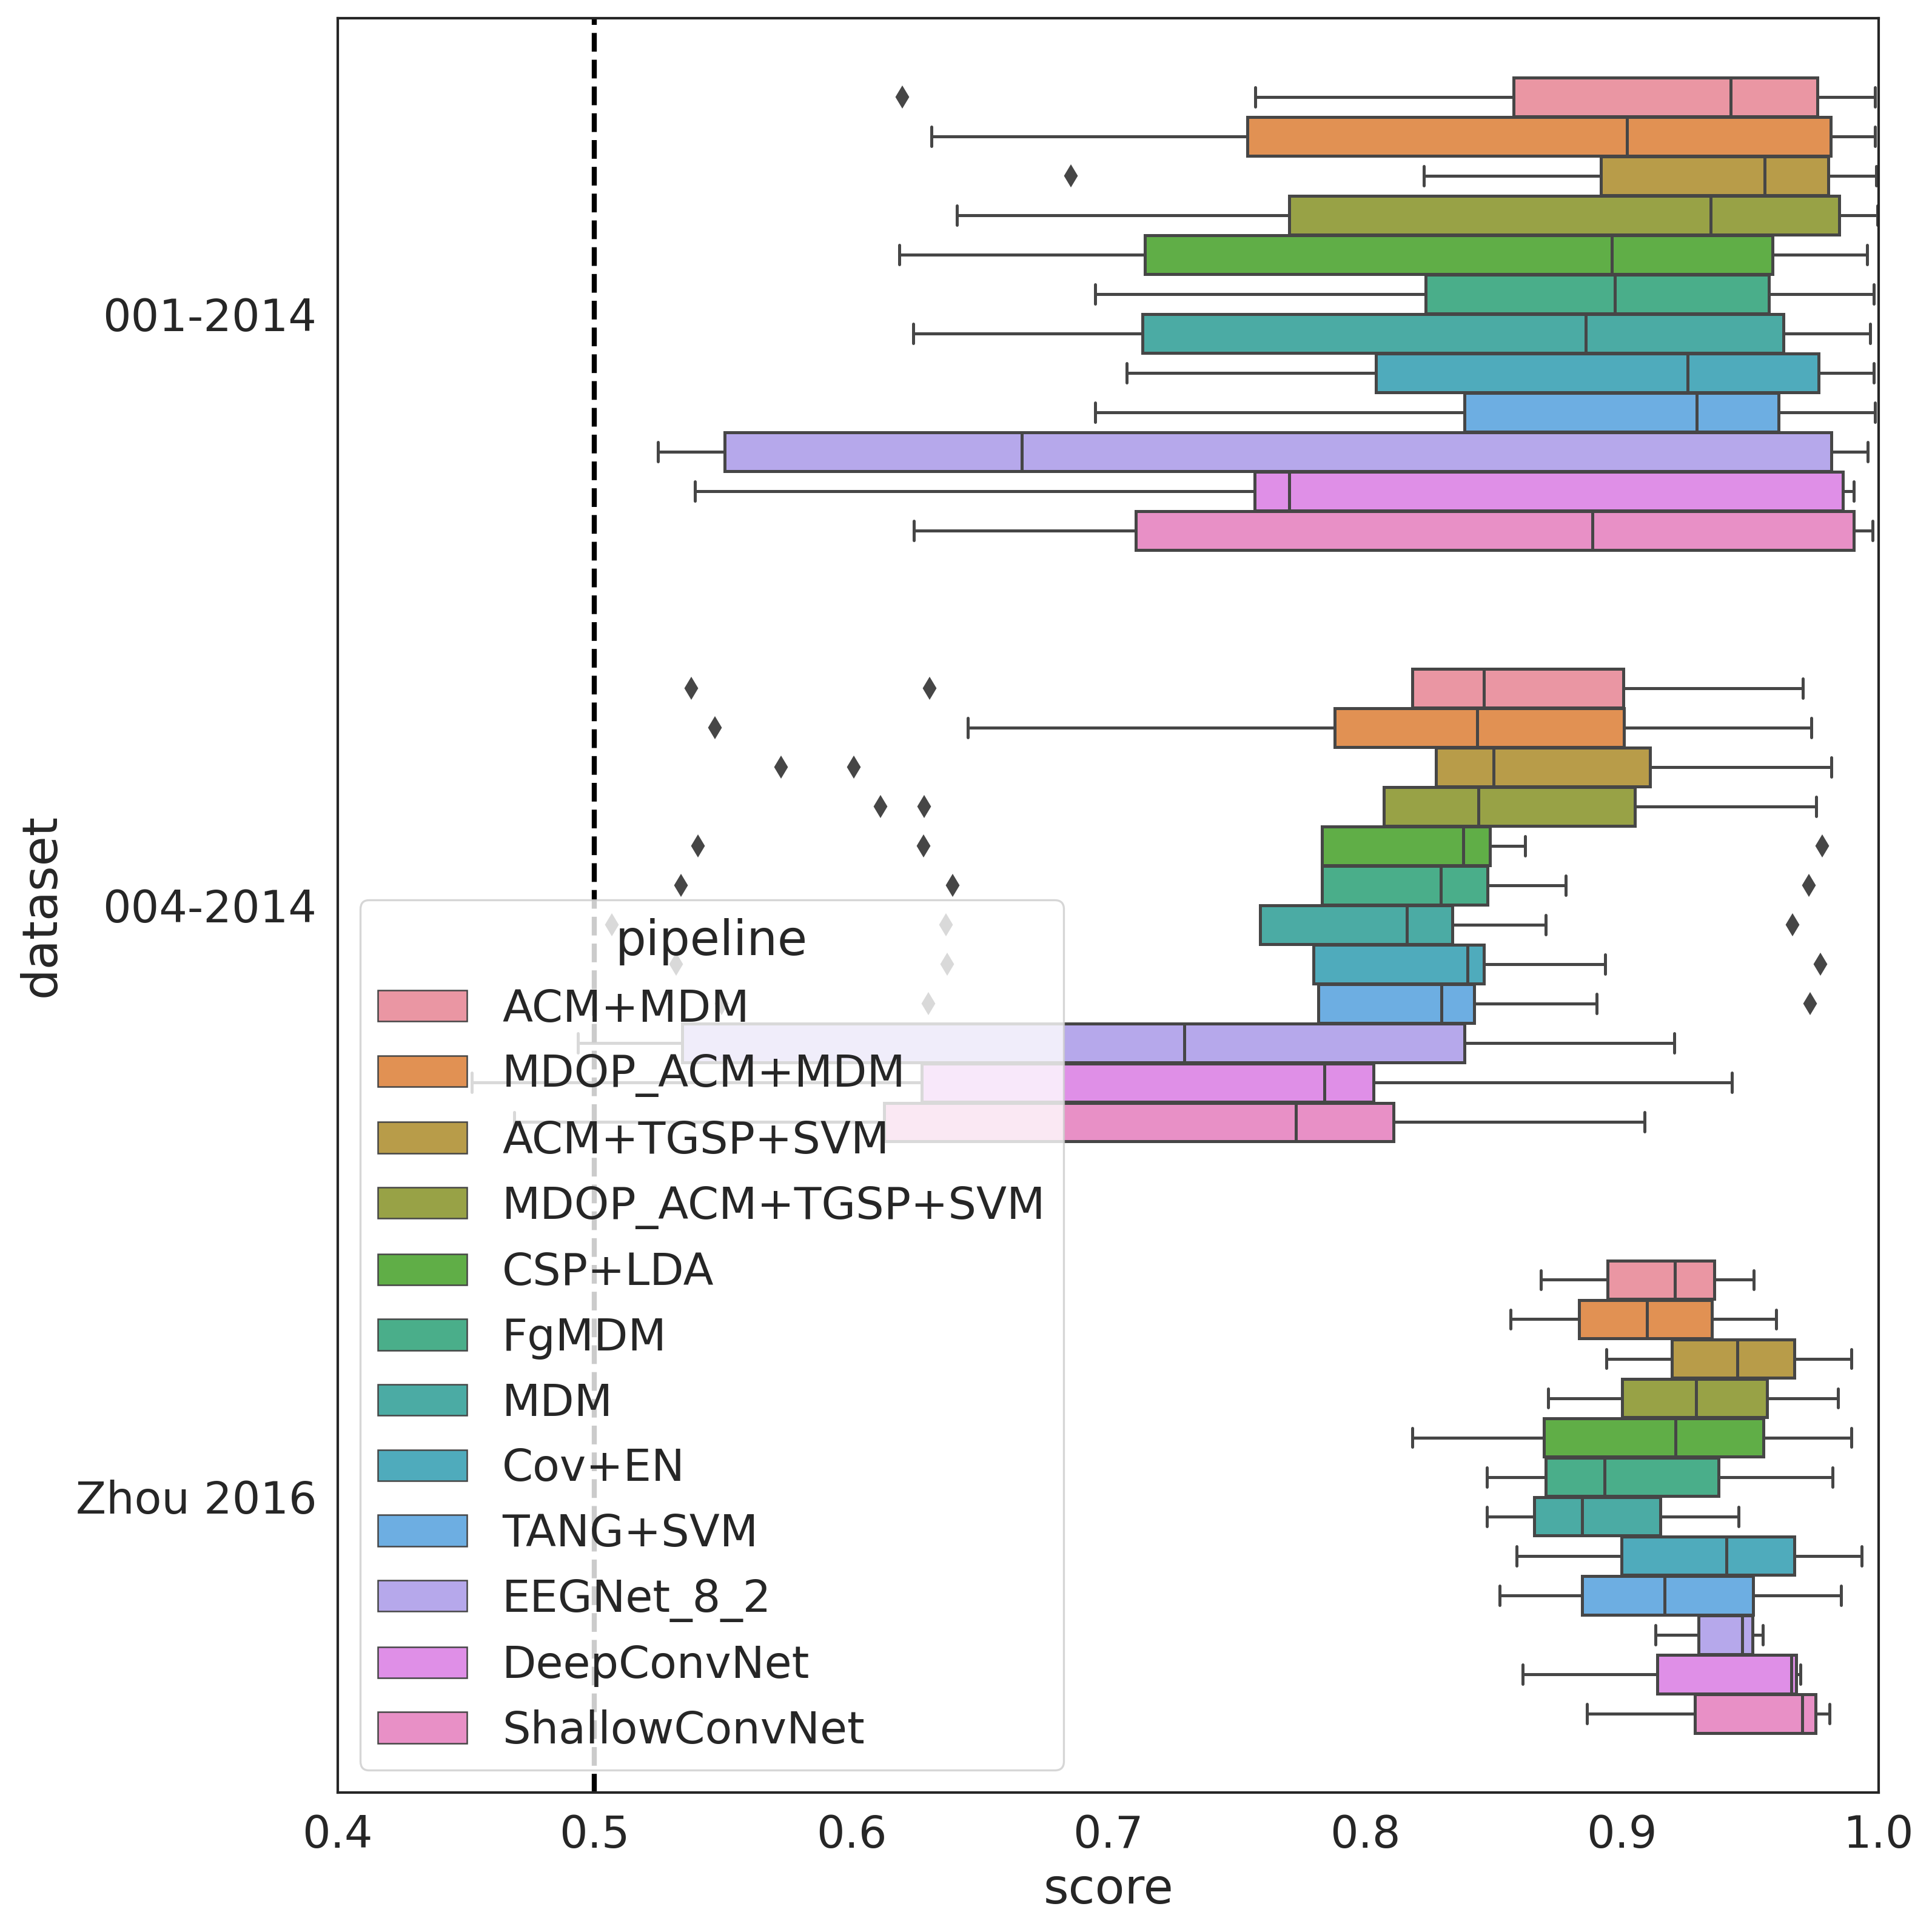 001-2014
004-2014
Zhou 2016
dataset
pipeline
ACM+MDM
MDOP_ACM+MDM
ACM+TGSP+SVM
MDOP_ACM+TGSP+SVM
CSP+LDA
FgMDM
MDM
Cov+EN
TANG+SVM
EEGNet_8_2
DeepConvNet
ShallowConvNet
0.4 0.5 0.6 0.7 0.8 0.9 1.0
score